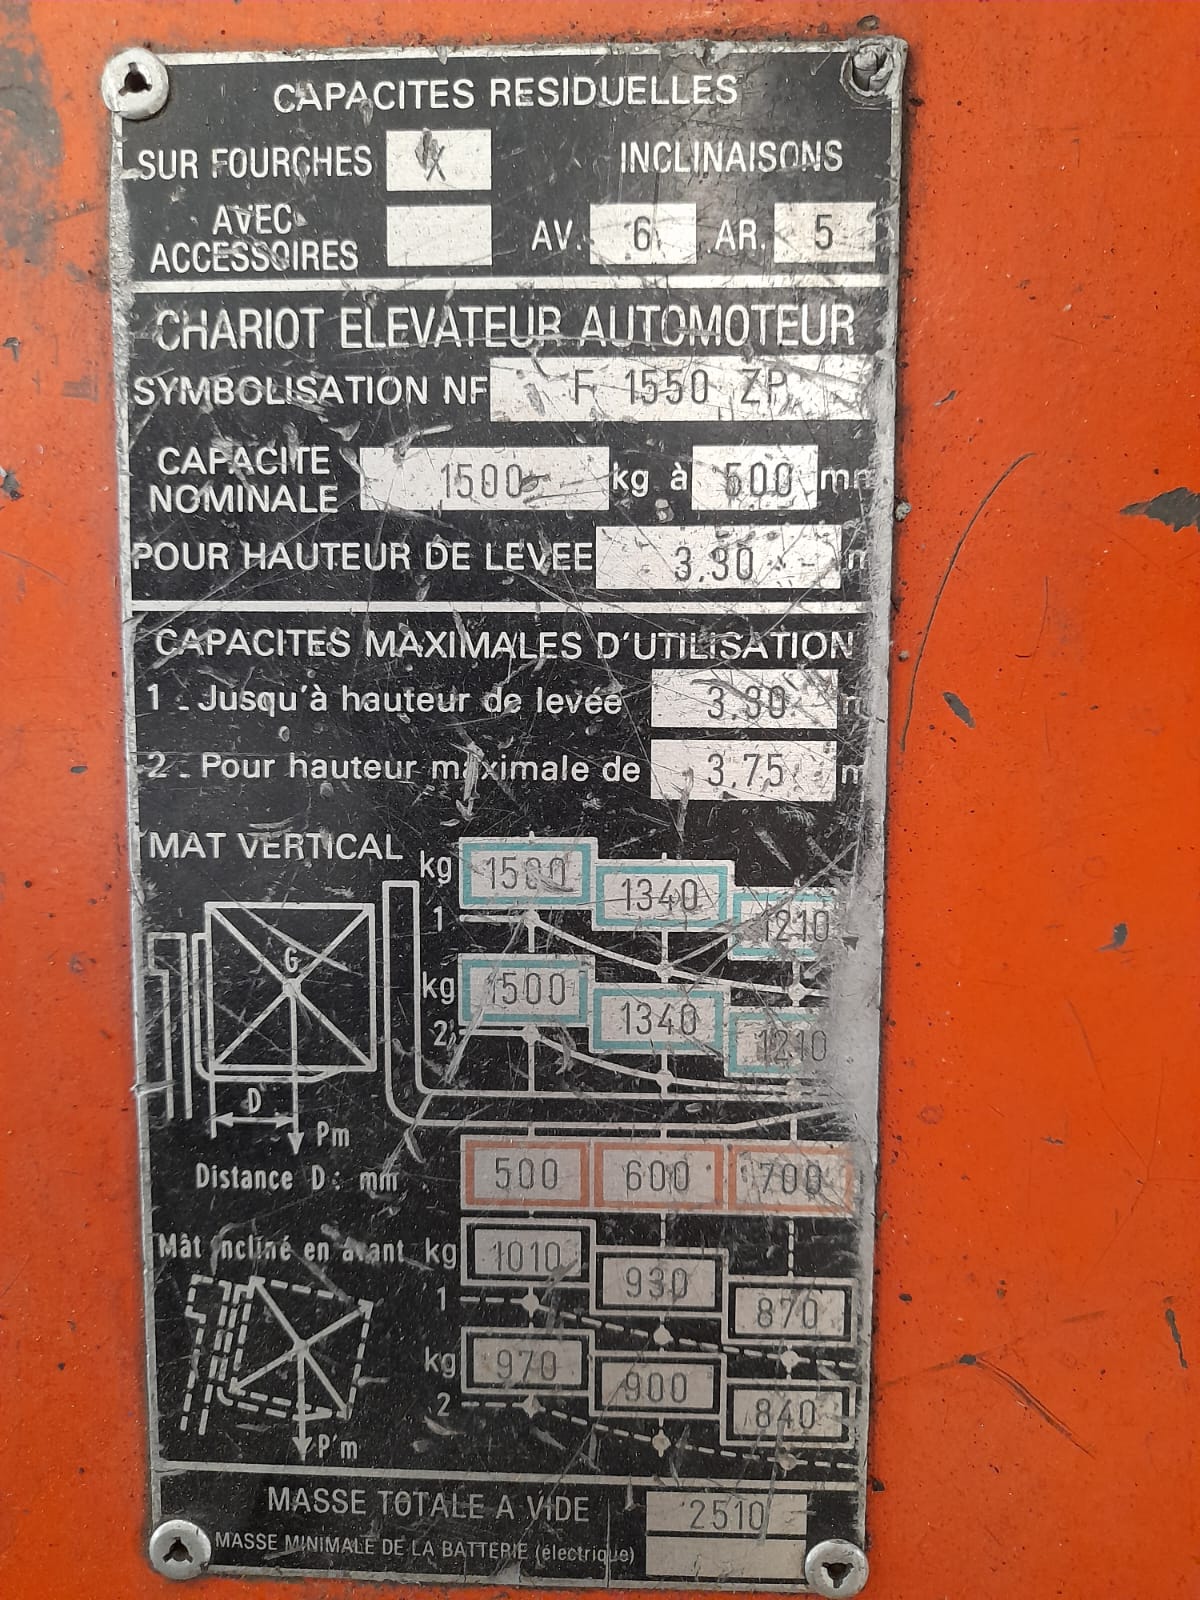 CAPACITES RESIDUELLES
SUR FOURCHES X INCLINAISONS
AVEC ACCESSOIRES AV. 6 AR. 5
CHARIOT ELEVATEUR AUTOMOTEUR
SYMBOLISATION NF F 1550 ZP
CAPACITE NOMINALE 1500 kg à 500 mm
POUR HAUTEUR DE LEVEE 3.30 m
CAPACITES MAXIMALES D'UTILISATION
1 - Jusqu'à hauteur de levée 3.30 m
2 - Pour hauteur maximale de 3.75 m
MAT VERTICAL kg 1500 1340 1210
1
G
kg 1500 1340 1210
2
D
Pm
Distance D: mm 500 600 700
Mât incliné en avant kg 1010 930 870
1
kg 970 900 840
2
P'm
MASSE TOTALE A VIDE 2510
MASSE MINIMALE DE LA BATTERIE (électrique)